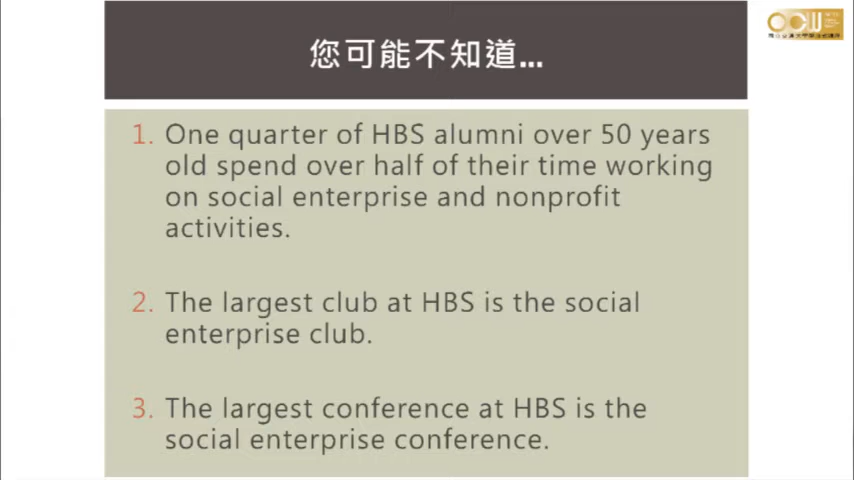 您可能不知道...
OCW
1. One quarter of HBS alumni over 50 years
old spend over half of their time working
on social enterprise and nonprofit
activities.
2. The largest club at HBS is the social
enterprise club.
3. The largest conference at HBS is the
social enterprise conference.